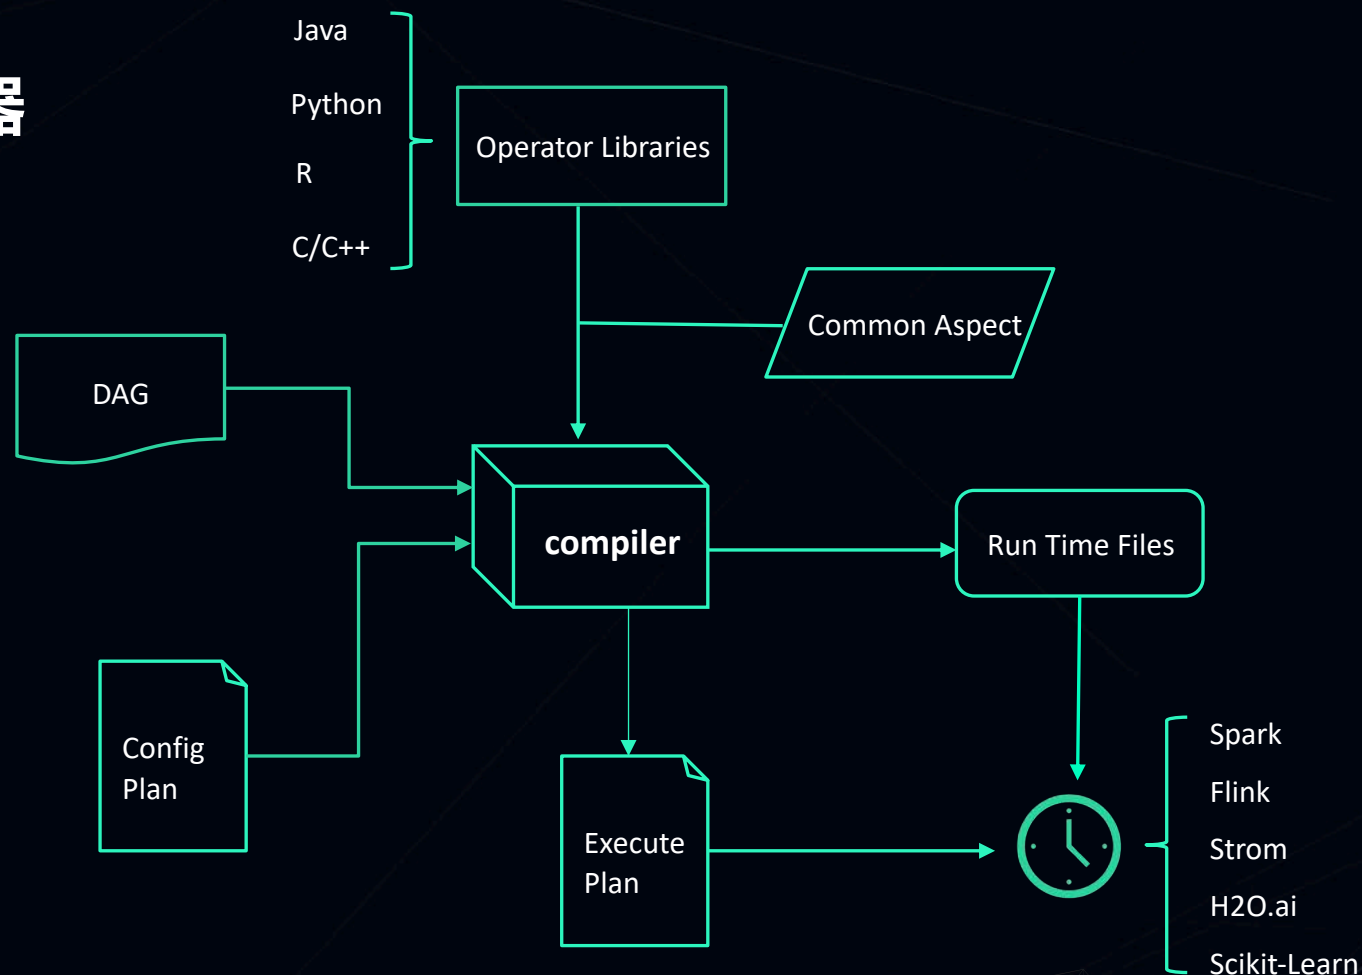 器
Java
Python
R
C/C++
Operator Libraries
Common Aspect
DAG
compiler
Run Time Files
Config
Plan
Execute
Plan
Spark
Flink
Strom
H2O.ai
Scikit-Learn